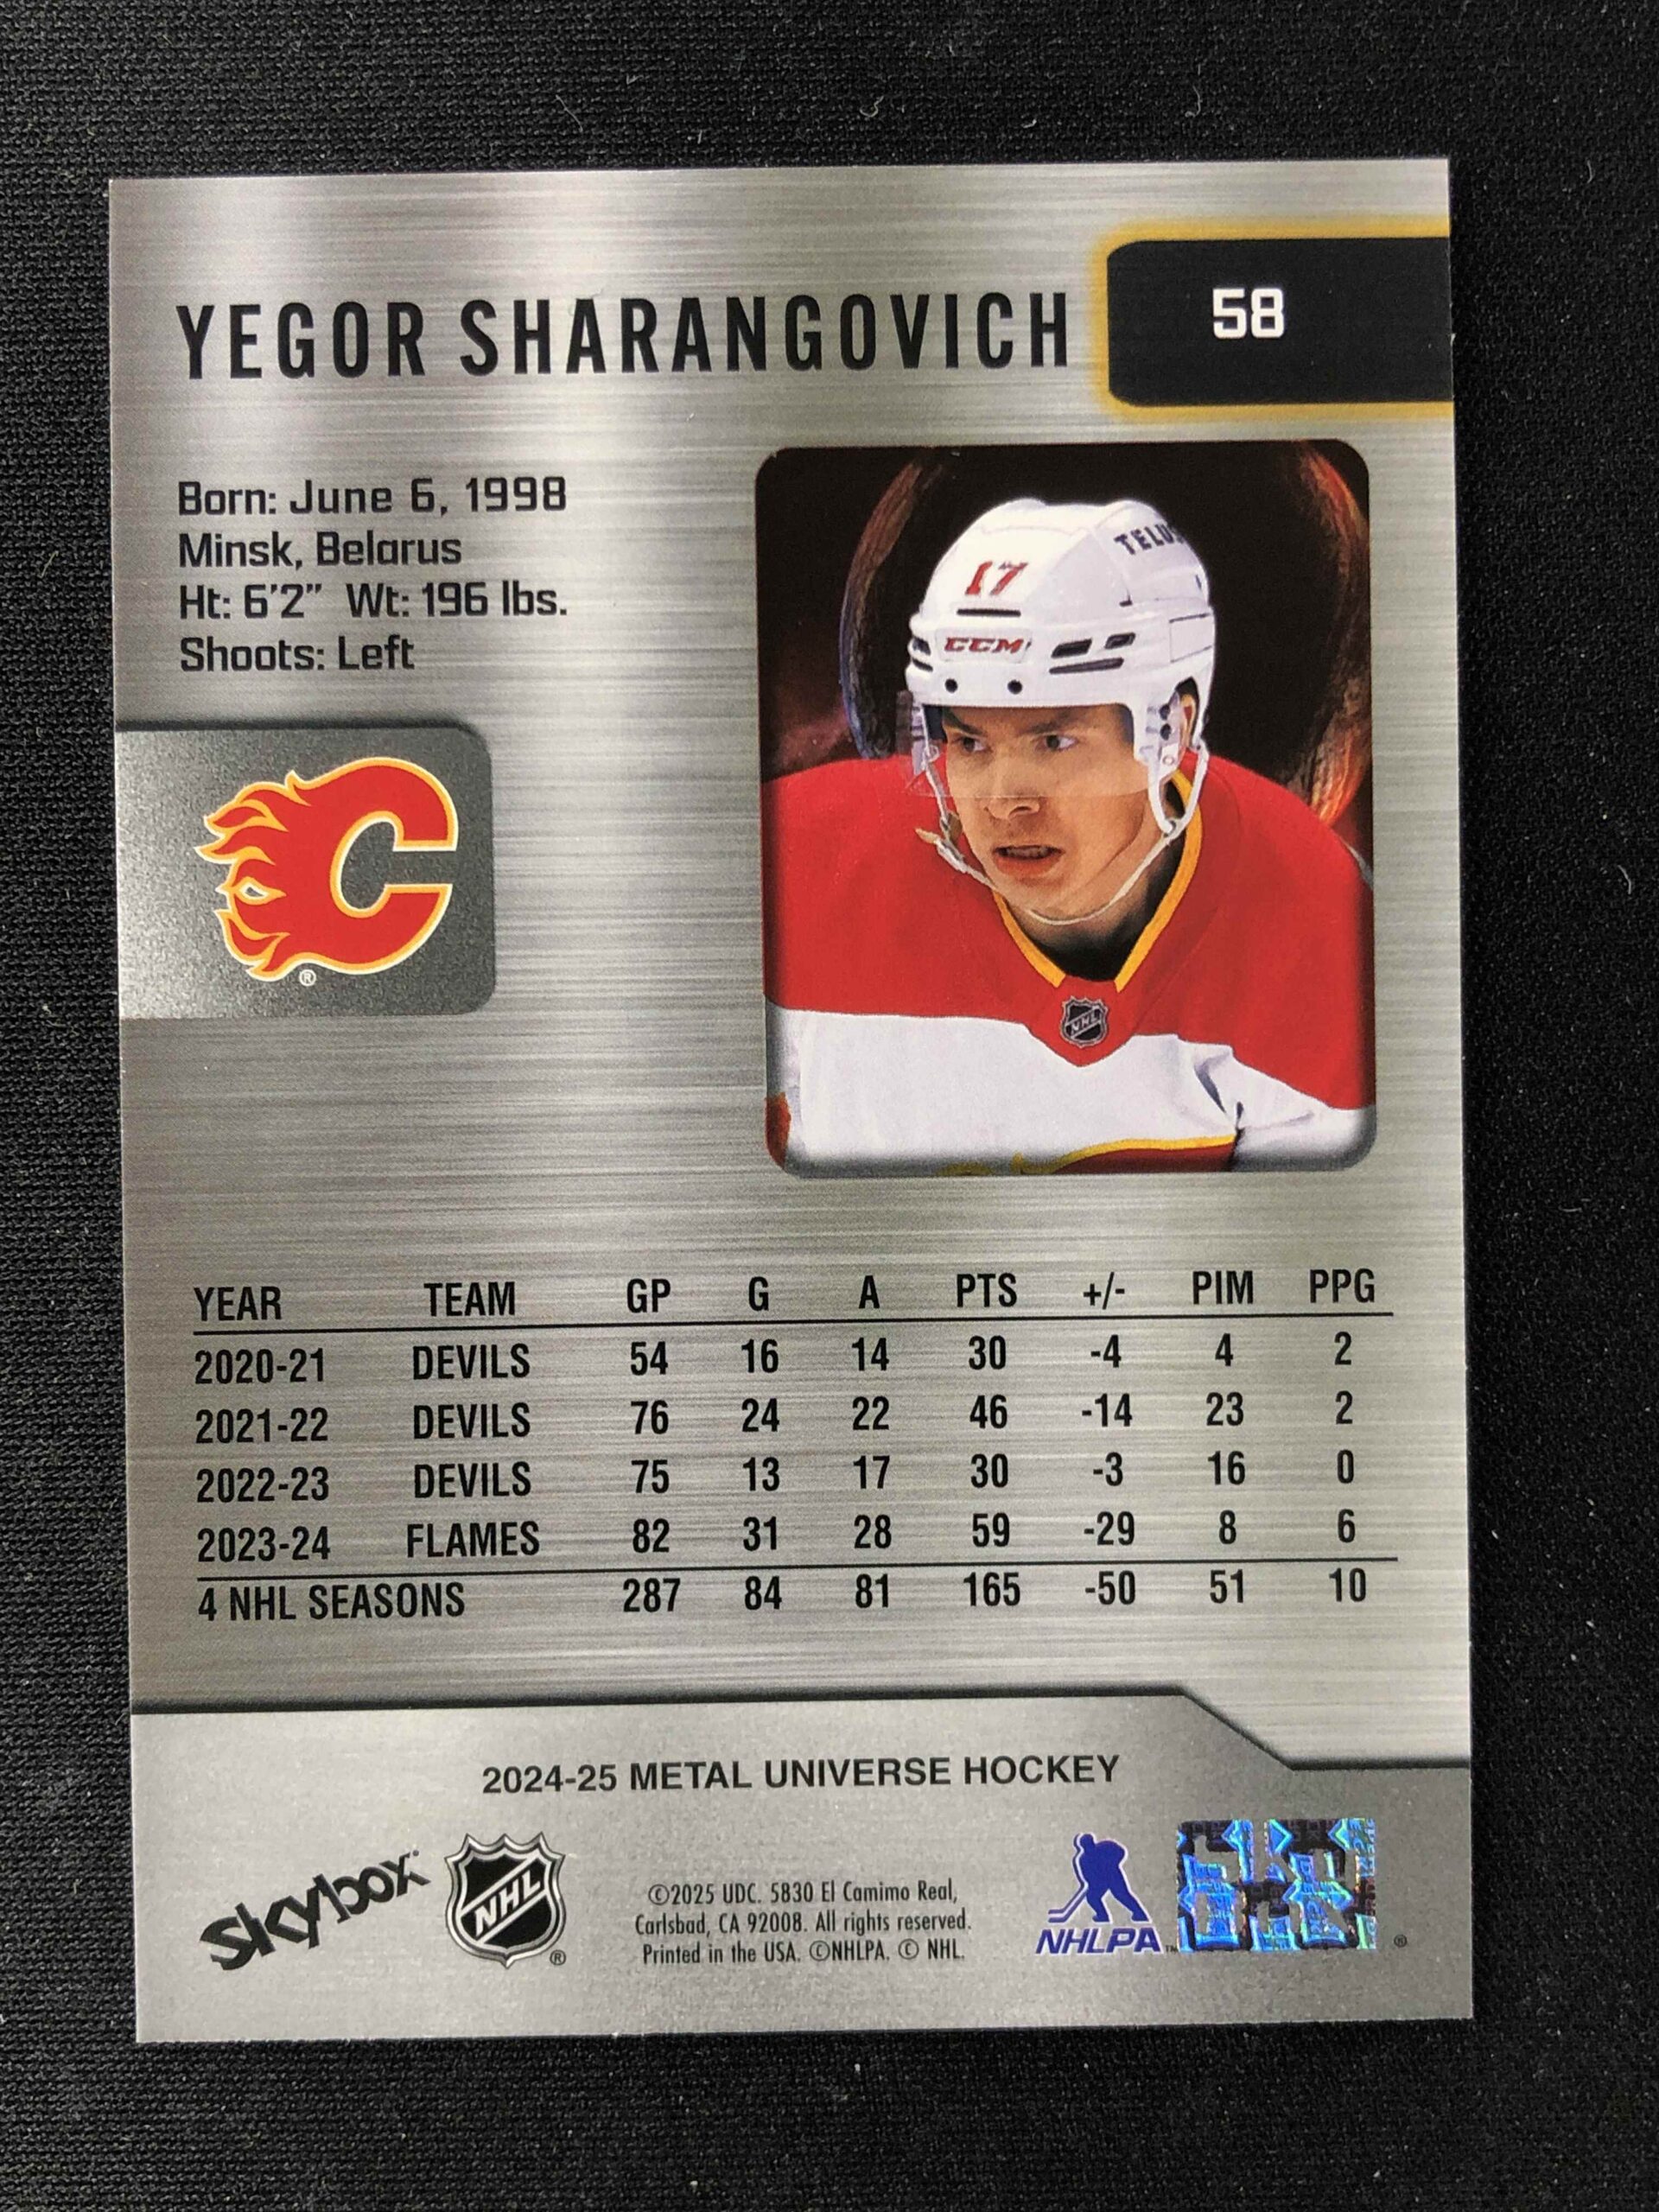 YEGOR SHARANGOVICH
58
Born: June 6, 1998
Minsk, Belarus
Ht: 6'2" Wt: 196 lbs.
Shoots: Left
17
TELUS
CCM
NHL
C
®
YEAR TEAM GP G A PTS +/- PIM PPG
2020-21 DEVILS 54 16 14 30 -4 4 2
2021-22 DEVILS 76 24 22 46 -14 23 2
2022-23 DEVILS 75 13 17 30 -3 16 0
2023-24 FLAMES 82 31 28 59 -29 8 6
4 NHL SEASONS 287 84 81 165 -50 51 10
2024-25 METAL UNIVERSE HOCKEY
skybox
NHL ®
©2025 UDC. 5830 El Camimo Real,
Carlsbad, CA 92008. All rights reserved.
Printed in the USA. ©NHLPA. © NHL.
NHLPA™
®